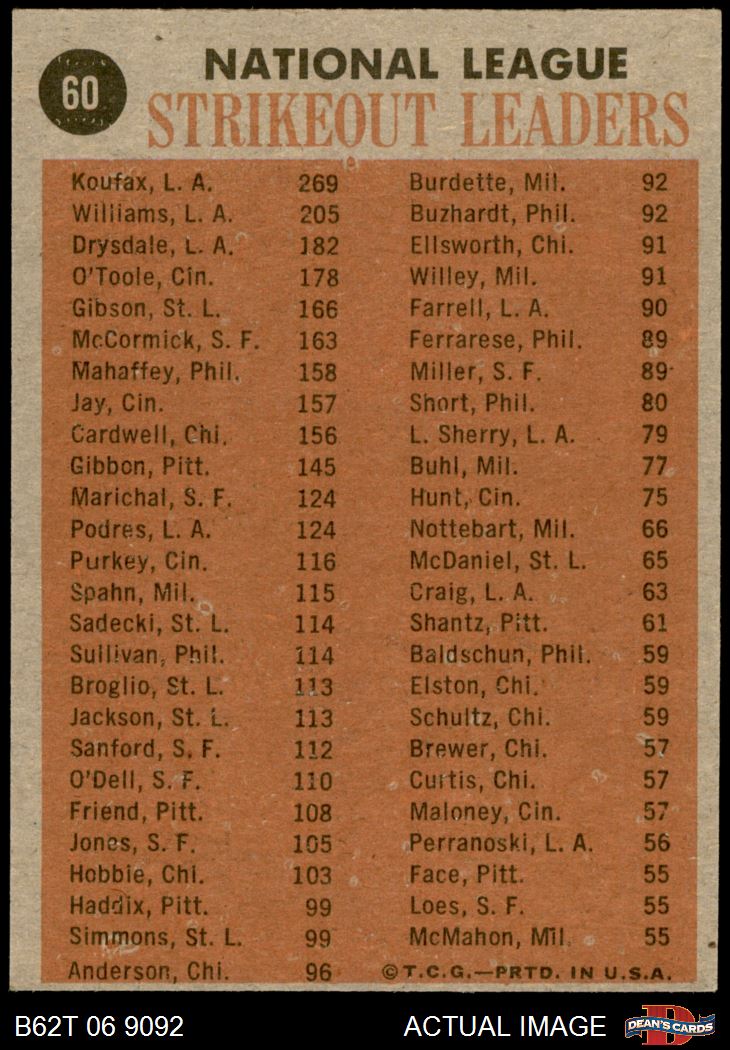 60
NATIONAL LEAGUE
STRIKEOUT LEADERS
Koufax, L. A. 269
Williams, L. A. 205
Drysdale, L. A. 182
O'Toole, Cin. 178
Gibson, St. L. 166
McCormick, S. F. 163
Mahaffey, Phil. 158
Jay, Cin. 157
Cardwell, Chi. 156
Gibbon, Pitt. 145
Marichal, S. F. 124
Podres, L. A. 124
Purkey, Cin. 116
Spahn, Mil. 115
Sadecki, St. L. 114
Sullivan, Phil. 114
Broglio, St. L. 113
Jackson, St. L. 113
Sanford, S. F. 112
O'Dell, S. F. 110
Friend, Pitt. 108
Jones, S. F. 105
Hobbie, Chi. 103
Haddix, Pitt. 99
Simmons, St. L. 99
Anderson, Chi. 96
Burdette, Mil. 92
Buzhardt, Phil. 92
Ellsworth, Chi. 91
Willey, Mil. 91
Farrell, L. A. 90
Ferrarese, Phil. 89
Miller, S. F. 89
Short, Phil. 80
L. Sherry, L. A. 79
Buhl, Mil. 77
Hunt, Cin. 75
Nottebart, Mil. 66
McDaniel, St. L. 65
Craig, L. A. 63
Shantz, Pitt. 61
Baldschun, Phil. 59
Elston, Chi. 59
Schultz, Chi. 59
Brewer, Chi. 57
Curtis, Chi. 57
Maloney, Cin. 57
Perranoski, L. A. 56
Face, Pitt. 55
Loes, S. F. 55
McMahon, Mil. 55
©T.C.G.—PRTD. IN U.S.A.
B62T 06 9092
ACTUAL IMAGE
D
DEAN'S CARDS